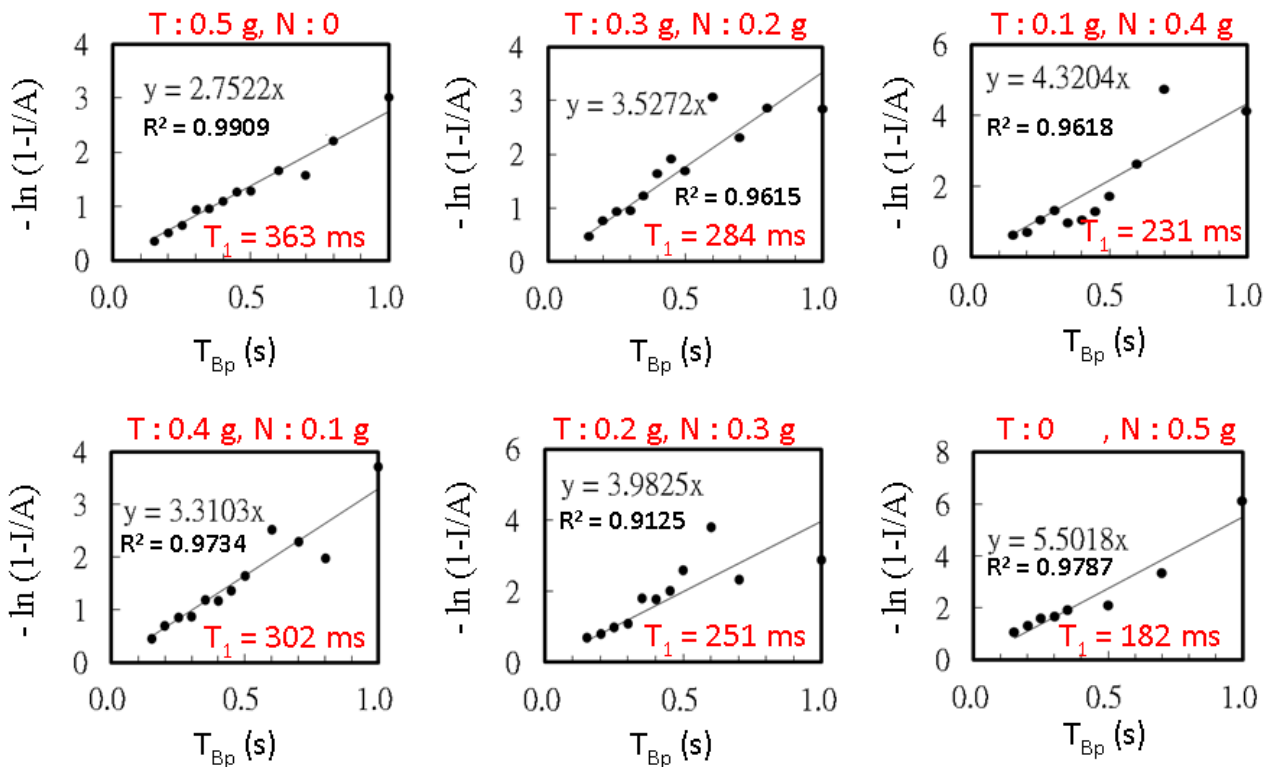 T : 0.5 g, N : 0
- ln (1-I/A)
4
3
2
1
0
y = 2.7522x
R² = 0.9909
T₁ = 363 ms
0.0 0.5 1.0
T_Bp (s)
T : 0.3 g, N : 0.2 g
- ln (1-I/A)
4
3
2
1
0
y = 3.5272x
R² = 0.9615
T₁ = 284 ms
0.0 0.5 1.0
T_Bp (s)
T : 0.1 g, N : 0.4 g
- ln (1-I/A)
6
4
2
0
y = 4.3204x
R² = 0.9618
T₁ = 231 ms
0.0 0.5 1.0
T_Bp (s)
T : 0.4 g, N : 0.1 g
- ln (1-I/A)
4
3
2
1
0
y = 3.3103x
R² = 0.9734
T₁ = 302 ms
0.0 0.5 1.0
T_Bp (s)
T : 0.2 g, N : 0.3 g
- ln (1-I/A)
6
4
2
0
y = 3.9825x
R² = 0.9125
T₁ = 251 ms
0.0 0.5 1.0
T_Bp (s)
T : 0 , N : 0.5 g
- ln (1-I/A)
8
6
4
2
0
y = 5.5018x
R² = 0.9787
T₁ = 182 ms
0.0 0.5 1.0
T_Bp (s)